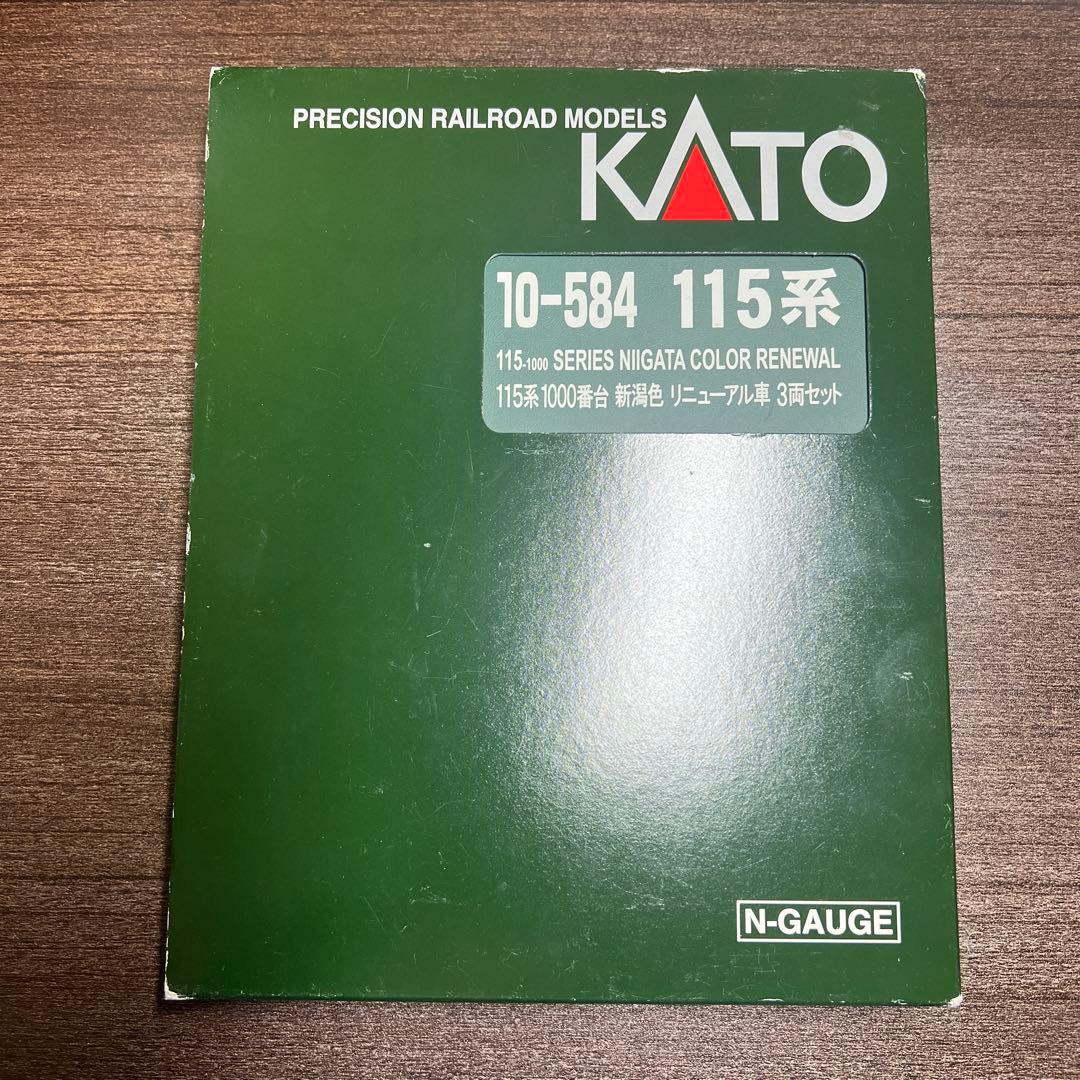 PRECISION RAILROAD MODELS
KATO
10-584 115系
115-1000 SERIES NIIGATA COLOR RENEWAL
115系1000番台 新潟色 リニューアル車 3両セット
N-GAUGE